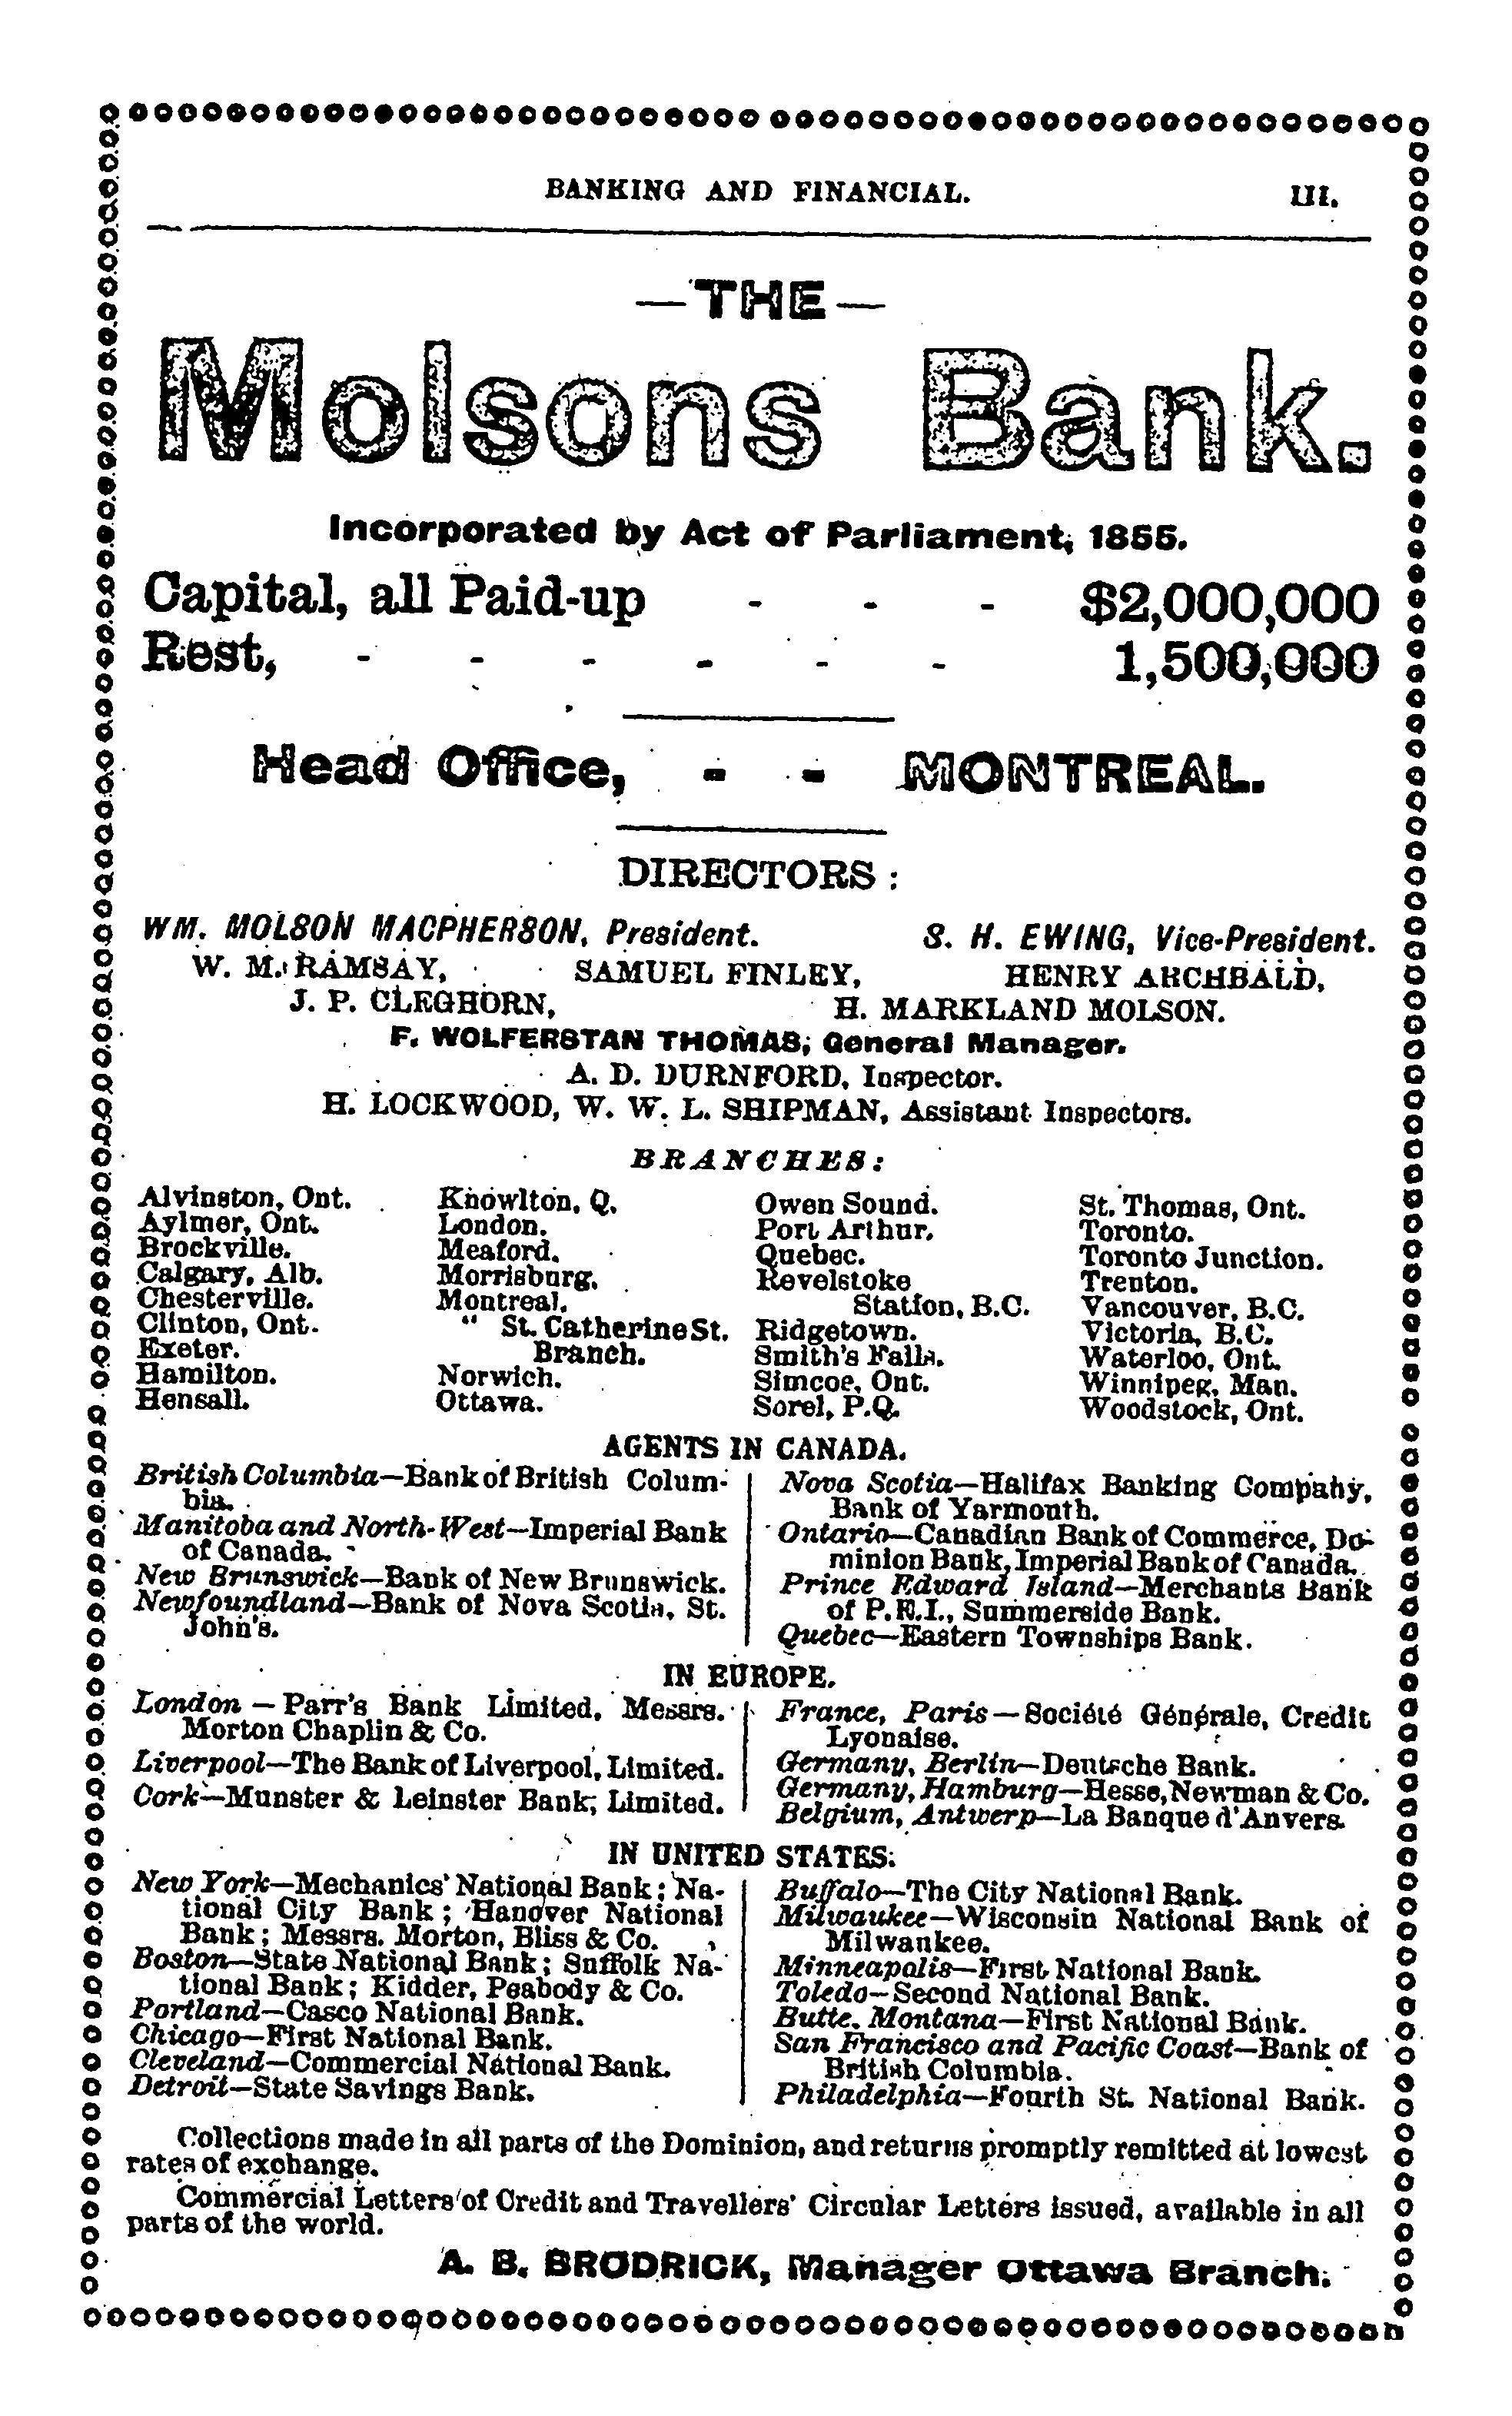 BANKING AND FINANCIAL. III.
—THE—
Molsons Bank.
Incorporated by Act of Parliament, 1855.
Capital, all Paid-up - - - $2,000,000
Rest, - - - - - - 1,500,000
Head Office, - - MONTREAL.
DIRECTORS:
WM. MOLSON MACPHERSON, President. S. H. EWING, Vice-President.
W. M. RAMSAY, SAMUEL FINLEY, HENRY ARCHBALD,
J. P. CLEGHORN, H. MARKLAND MOLSON.
F. WOLFERSTAN THOMAS, General Manager.
A. D. DURNFORD, Inspector.
H. LOCKWOOD, W. W. L. SHIPMAN, Assistant Inspectors.
BRANCHES:
Alvinston, Ont.
Aylmer, Ont.
Brockville.
Calgary, Alb.
Chesterville.
Clinton, Ont.
Exeter.
Hamilton.
Hensall.
Knowlton, Q.
London.
Meaford.
Morrisburg.
Montreal.
" St. Catherine St.
Branch.
Norwich.
Ottawa.
Owen Sound.
Port Arthur.
Quebec.
Revelstoke
Station, B.C.
Ridgetown.
Smith's Falls.
Simcoe, Ont.
Sorel, P.Q.
St. Thomas, Ont.
Toronto.
Toronto Junction.
Trenton.
Vancouver, B.C.
Victoria, B.C.
Waterloo, Ont.
Winnipeg, Man.
Woodstock, Ont.
AGENTS IN CANADA.
British Columbia—Bank of British Colum-
bia.
Manitoba and North-West—Imperial Bank
of Canada.
New Brunswick—Bank of New Brunswick.
Newfoundland—Bank of Nova Scotia, St.
John's.
Nova Scotia—Halifax Banking Company,
Bank of Yarmouth.
Ontario—Canadian Bank of Commerce, Do-
minion Bank, Imperial Bank of Canada.
Prince Edward Island—Merchants Bank
of P.E.I., Summerside Bank.
Quebec—Eastern Townships Bank.
IN EUROPE.
London — Parr's Bank Limited, Messrs.
Morton Chaplin & Co.
Liverpool—The Bank of Liverpool, Limited.
Cork—Munster & Leinster Bank, Limited.
France, Paris—Société Générale, Credit
Lyonaise.
Germany, Berlin—Deutsche Bank.
Germany, Hamburg—Hesse, Newman & Co.
Belgium, Antwerp—La Banque d'Anvers.
IN UNITED STATES.
New York—Mechanics' National Bank; Na-
tional City Bank; Hanover National
Bank; Messrs. Morton, Bliss & Co.
Boston—State National Bank; Suffolk Na-
tional Bank; Kidder, Peabody & Co.
Portland—Casco National Bank.
Chicago—First National Bank.
Cleveland—Commercial National Bank.
Detroit—State Savings Bank.
Buffalo—The City National Bank.
Milwaukee—Wisconsin National Bank of
Milwaukee.
Minneapolis—First National Bank.
Toledo—Second National Bank.
Butte, Montana—First National Bank.
San Francisco and Pacific Coast—Bank of
British Columbia.
Philadelphia—Fourth St. National Bank.
Collections made in all parts of the Dominion, and returns promptly remitted at lowest
rates of exchange.
Commercial Letters of Credit and Travellers' Circular Letters issued, available in all
parts of the world.
A. B. BRODRICK, Manager Ottawa Branch.